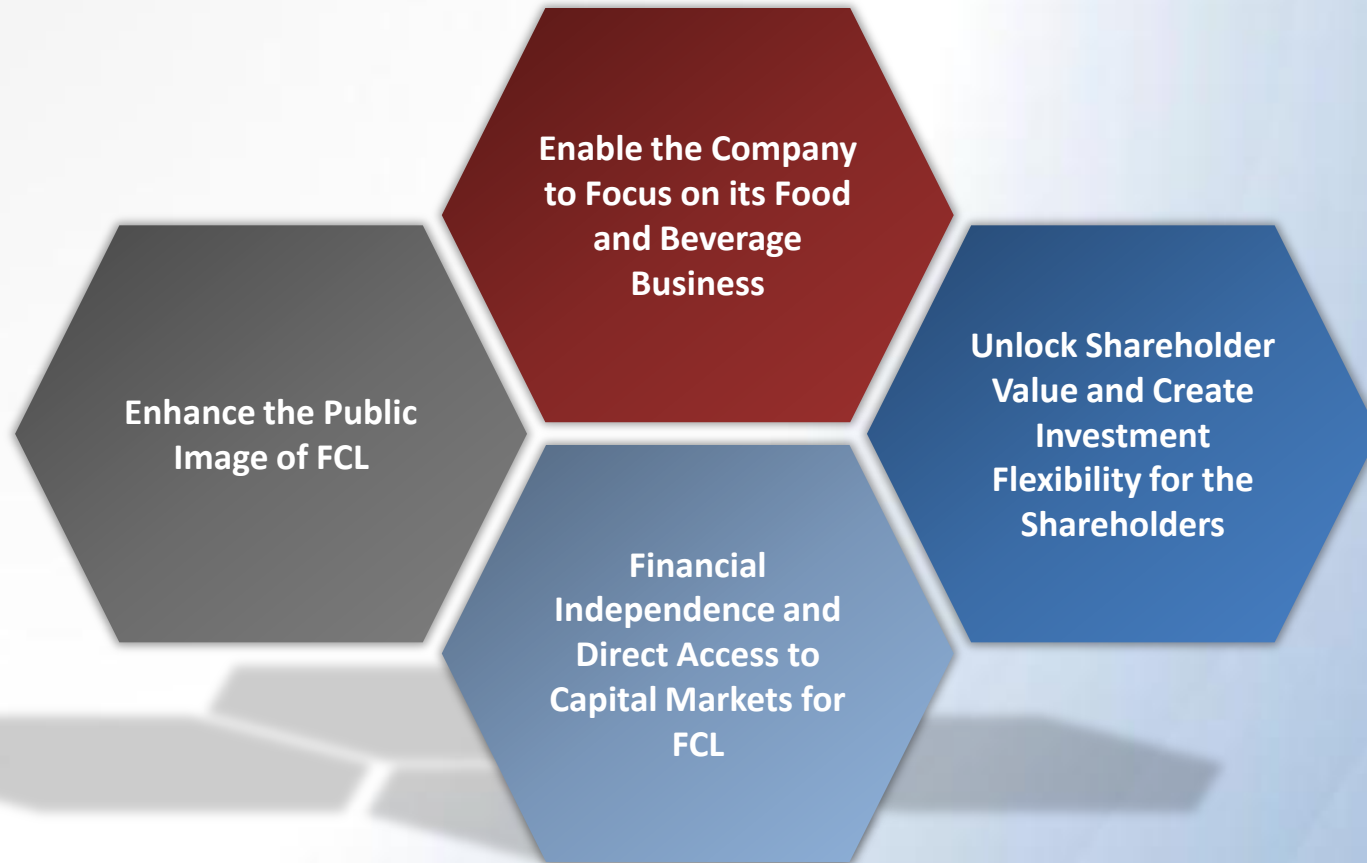 Enable the Company
to Focus on its Food
and Beverage
Business
Enhance the Public
Image of FCL
Unlock Shareholder
Value and Create
Investment
Flexibility for the
Shareholders
Financial
Independence and
Direct Access to
Capital Markets for
FCL